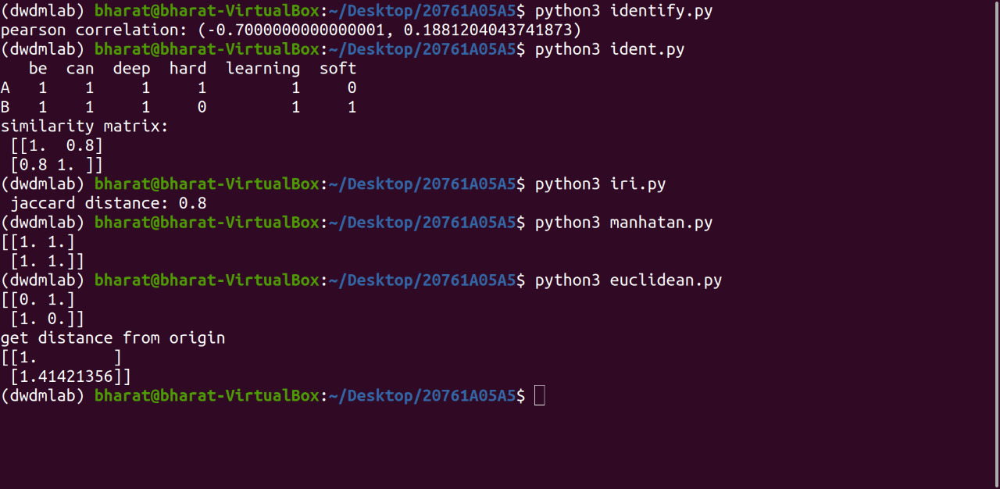 (dwdmlab) bharat@bharat-VirtualBox:~/Desktop/20761A05A5$ python3 identify.py
pearson correlation: (-0.7000000000000001, 0.1881204043741873)
(dwdmlab) bharat@bharat-VirtualBox:~/Desktop/20761A05A5$ python3 ident.py
   be  can  deep  hard  learning  soft
A   1    1     1     1         1     0
B   1    1     1     0         1     1
similarity matrix:
 [[1.  0.8]
 [0.8 1. ]]
(dwdmlab) bharat@bharat-VirtualBox:~/Desktop/20761A05A5$ python3 iri.py
 jaccard distance: 0.8
(dwdmlab) bharat@bharat-VirtualBox:~/Desktop/20761A05A5$ python3 manhatan.py
[[1. 1.]
 [1. 1.]]
(dwdmlab) bharat@bharat-VirtualBox:~/Desktop/20761A05A5$ python3 euclidean.py
[[0. 1.]
 [1. 0.]]
get distance from origin
[[1.        ]
 [1.41421356]]
(dwdmlab) bharat@bharat-VirtualBox:~/Desktop/20761A05A5$